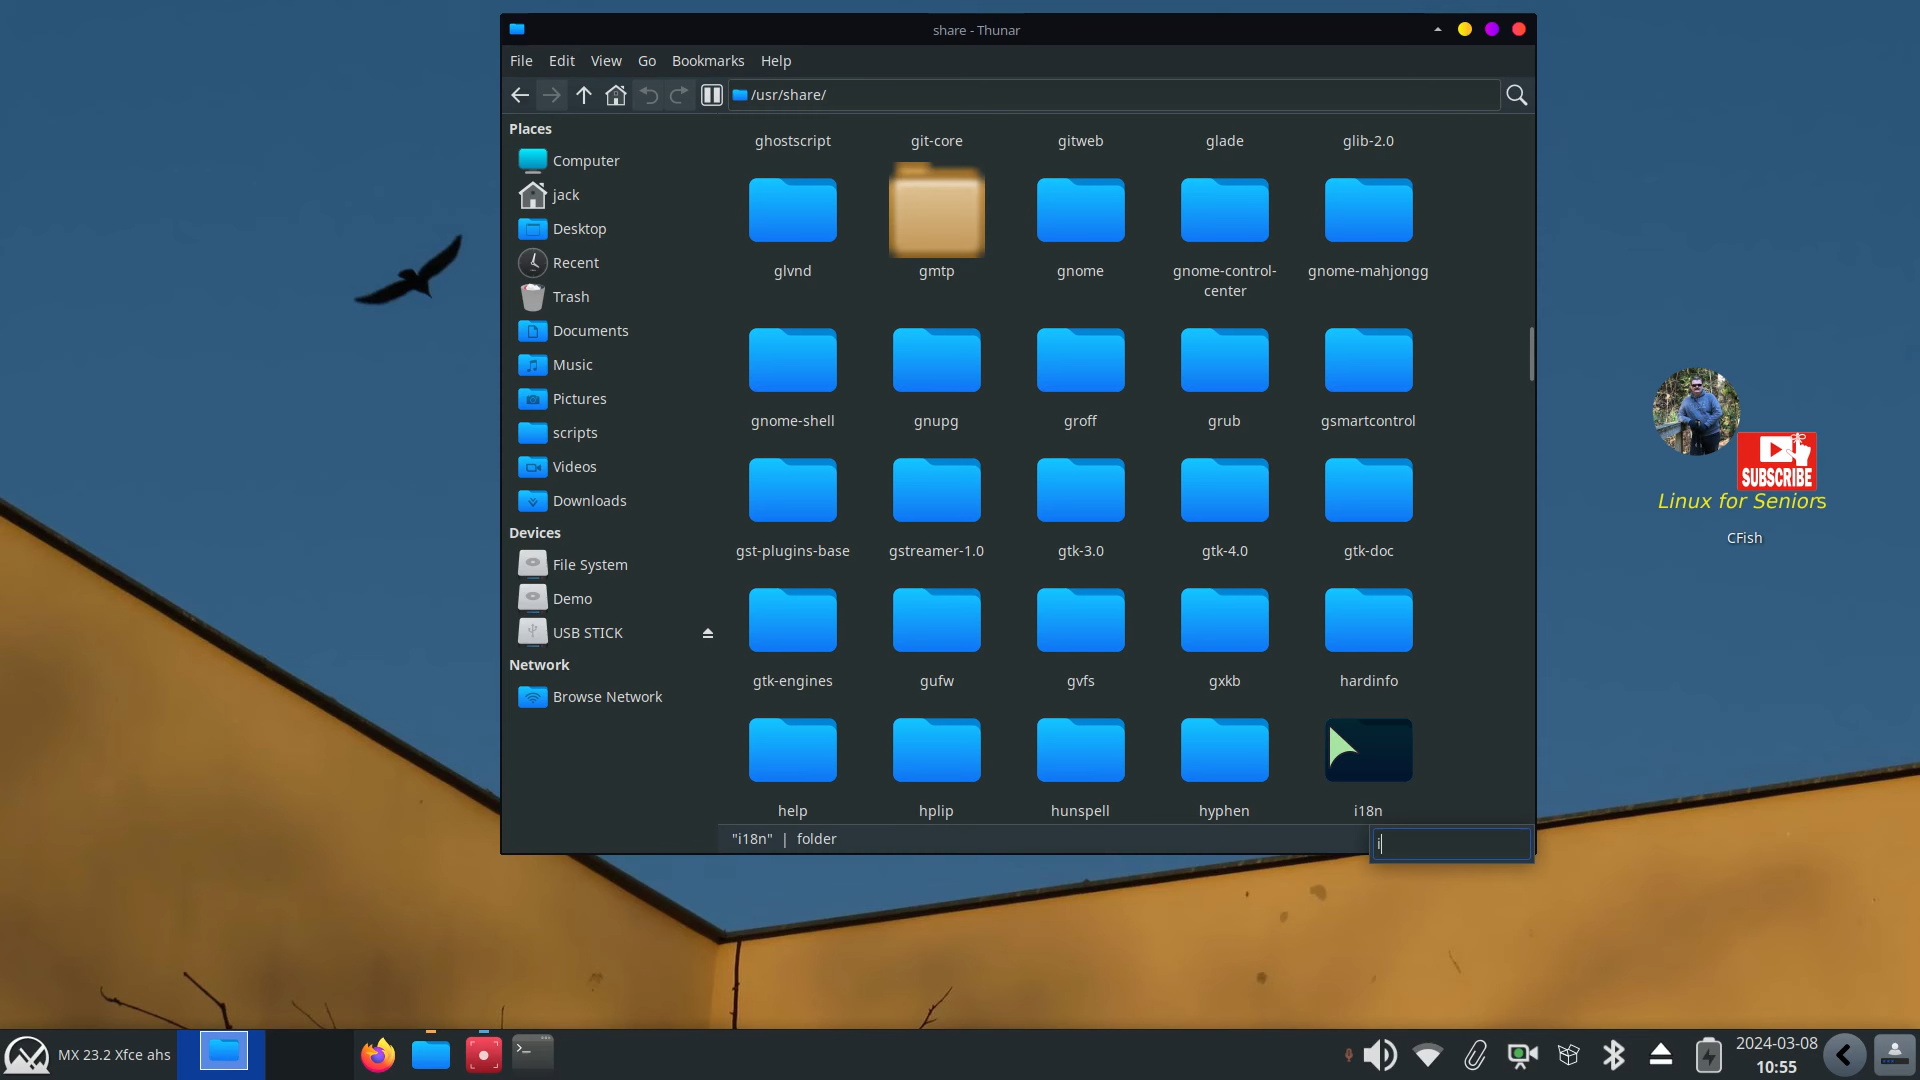 share - Thunar
File Edit View Go Bookmarks Help
/usr/share/
Places
Computer
jack
Desktop
Recent
Trash
Documents
Music
Pictures
scripts
Videos
Downloads
Devices
File System
Demo
USB STICK
Network
Browse Network
ghostscript git-core gitweb glade glib-2.0
glvnd gmtp gnome gnome-control-center gnome-mahjongg
gnome-shell gnupg groff grub gsmartcontrol
gst-plugins-base gstreamer-1.0 gtk-3.0 gtk-4.0 gtk-doc
gtk-engines gufw gvfs gxkb hardinfo
help hplip hunspell hyphen i18n
"i18n" | folder
i
SUBSCRIBE
Linux for Seniors
CFish
MX 23.2 Xfce ahs
2024-03-08
10:55